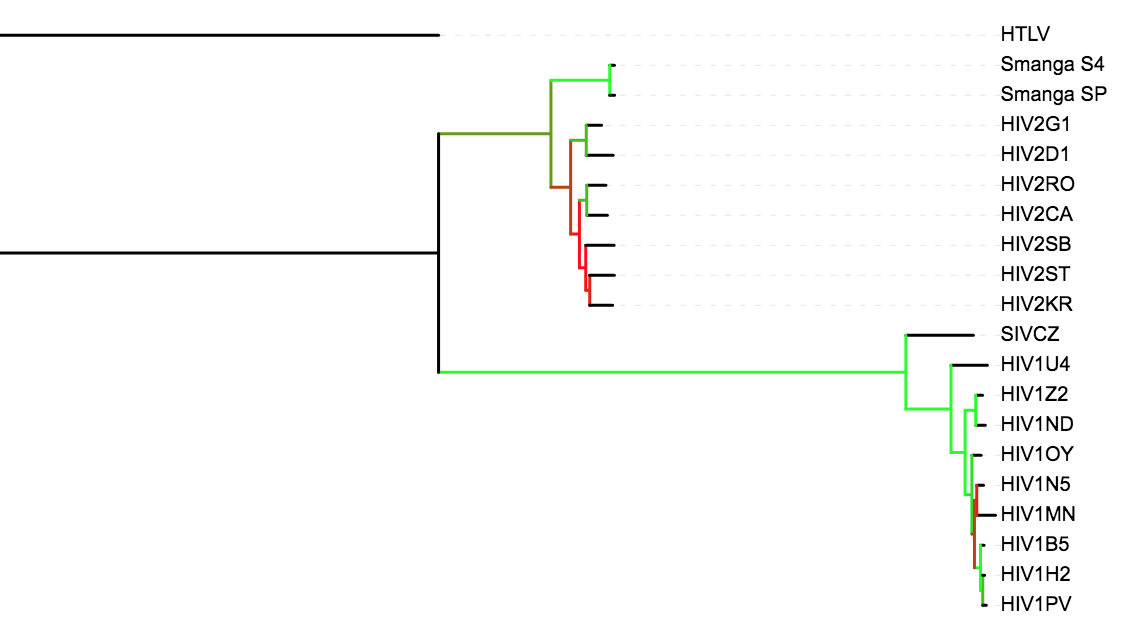 HTLV
Smanga S4
Smanga SP
HIV2G1
HIV2D1
HIV2RO
HIV2CA
HIV2SB
HIV2ST
HIV2KR
SIVCZ
HIV1U4
HIV1Z2
HIV1ND
HIV1OY
HIV1N5
HIV1MN
HIV1B5
HIV1H2
HIV1PV